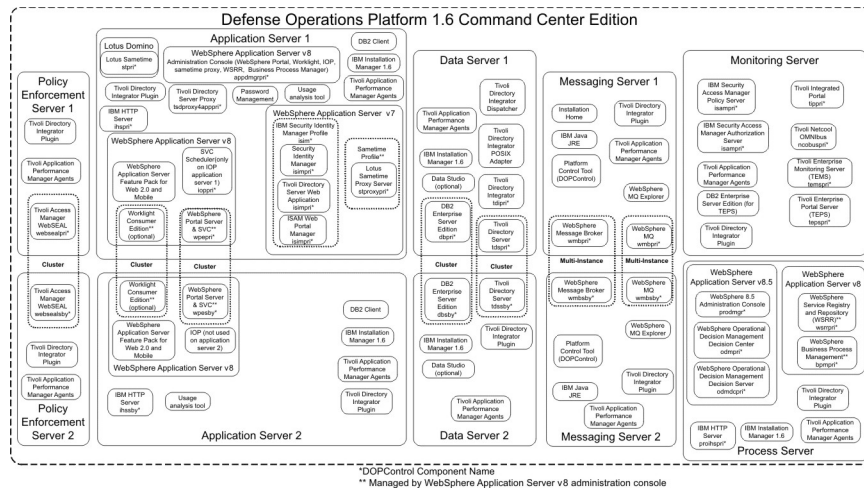 Defense Operations Platform 1.6 Command Center Edition
Policy
Enforcement
Server 1
Tivoli Directory
Integrator
Plugin
Tivoli Application
Performance
Manager Agents
Tivoli Access
Manager
WebSEAL
websealpri*
Cluster
Tivoli Access
Manager
WebSEAL
websealsby*
Tivoli Directory
Integrator
Plugin
Tivoli Application
Performance
Manager Agents
Policy
Enforcement
Server 2
Application Server 1
Lotus Domino
Lotus Sametime
stpri*
WebSphere Application Server v8
Administration Console (WebSphere Portal, Worklight, IOP,
sametime proxy, WSRR, Business Process Manager)
appdmgrpri*
DB2 Client
IBM Installation
Manager 1.6
Tivoli Application
Performance
Manager Agents
Tivoli Directory
Integrator Plugin
Tivoli Directory
Server Proxy
tsdproxy4apppri*
Password
Management
Usage
analysis tool
IBM HTTP
Server
ihspri*
WebSphere Application Server v8
WebSphere
Application Server
Feature Pack for
Web 2.0 and
Mobile
SVC
Scheduler(only
on IOP
application
server 1)
ioppri*
Worklight
Consumer
Edition**
(optional)
WebSphere
Portal Server
& SVC**
wpepri*
WebSphere Application Server v7
IBM Security Identity
Manager Profile
isim*
Security
Identity Manager
isimpri*
Tivoli Directory
Server Web
Application
isimpri*
ISAM Web
Portal
Manager
isimpri*
Sametime
Profile**
Lotus
Sametime
Proxy Server
stproxypri*
Cluster
Cluster
Worklight
Consumer
Edition**
(optional)
WebSphere
Portal Server
& SVC**
wpesby*
WebSphere
Application Server
Feature Pack for
Web 2.0 and
Mobile
IOP (not used
on application
server 2)
WebSphere Application Server v8
DB2 Client
IBM Installation
Manager 1.6
Tivoli Application
Performance
Manager Agents
Tivoli Directory
Integrator
Plugin
IBM HTTP
Server
ihssby*
Usage
analysis tool
Application Server 2
Data Server 1
Tivoli Application
Performance
Manager Agents
IBM Installation
Manager 1.6
Data Studio
(optional)
DB2
Enterprise
Server
Edition
dbpri*
Tivoli
Directory
Integrator
Dispatcher
Tivoli
Directory
Integrator
POSIX
Adapter
Tivoli
Directory
Integrator
tdipri*
Tivoli
Directory
Server
tdspri*
Cluster
Cluster
DB2
Enterprise
Server
Edition
dbsby*
Tivoli
Directory
Server
tdssby*
IBM Installation
Manager 1.6
Data Studio
(optional)
Tivoli Directory
Integrator
Plugin
Tivoli Application
Performance
Manager Agents
Data Server 2
Messaging Server 1
Installation
Home
IBM Java
JRE
Platform
Control Tool
(DOPControl)
WebSphere
Message Broker
wmbpri*
Tivoli Directory
Integrator
Plugin
Tivoli Application
Performance
Manager Agents
WebSphere
MQ Explorer
WebSphere
MQ
wmbpri*
Multi-Instance
Multi-Instance
WebSphere
Message Broker
wmbsby*
WebSphere
MQ
wmbsby*
WebSphere
MQ Explorer
Platform
Control Tool
(DOPControl)
IBM Java
JRE
Tivoli Directory
Integrator
Plugin
Tivoli Application
Performance
Manager Agents
Messaging Server 2
Monitoring Server
IBM Security
Access Manager
Policy Server
isampri*
IBM Security Access
Manager Authorization
Server
isampri*
Tivoli Application
Performance
Manager Agents
DB2 Enterprise
Server Edition (for
TEPS)
Tivoli Directory
Integrator
Plugin
Tivoli Integrated
Portal
tippri*
Tivoli Netcool
OMNIbus
ncobuspri*
Tivoli Enterprise
Monitoring Server
(TEMS)
temspri*
Tivoli Enterprise
Portal Server
(TEPS)
tepspri*
WebSphere
Application Server v8.5
WebSphere 8.5
Administration Console
prodmgr*
WebSphere Operational
Decision Management
Decision Center
odmpri*
WebSphere Operational
Decision Management
Decision Server
odmdcpri*
WebSphere
Application Server v8
WebSphere
Service Registry
and Repository
(WSRR)**
wsrrpri*
WebSphere
Business Process
Management**
bpmpri*
Tivoli Directory
Integrator
Plugin
IBM HTTP
Server
proihspri*
IBM Installation
Manager 1.6
Tivoli Application
Performance
Manager Agents
Process Server
*DOPControl Component Name
** Managed by WebSphere Application Server v8 administration console